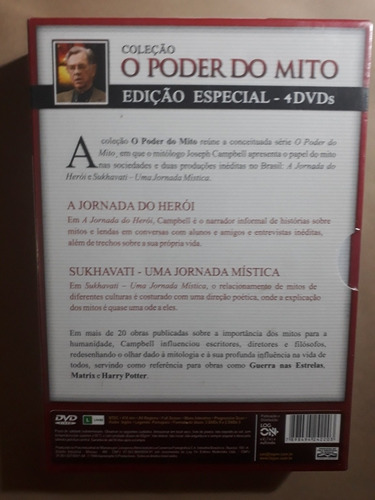 COLEÇÃO
O PODER DO MITO
EDIÇÃO ESPECIAL - 4DVDs
A coleção O Poder do Mito reúne a conceituada série O Poder do
Mito, em que o mitólogo Joseph Campbell apresenta o papel do mito
nas sociedades e duas produções inéditas no Brasil: A Jornada do
Herói e Sukhavati – Uma Jornada Mística.
A JORNADA DO HERÓI
Em A Jornada do Herói, Campbell é o narrador informal de histórias sobre
mitos e lendas em conversas com alunos e amigos e entrevistas inéditas,
além de trechos sobre a sua própria vida.
SUKHAVATI - UMA JORNADA MÍSTICA
Em Sukhavati – Uma Jornada Mística, o relacionamento de mitos de
diferentes culturas é costurado com uma direção poética, onde a explicação
dos mitos é quase uma ode a eles.
Em mais de 20 obras publicadas sobre a importância dos mitos para a
humanidade, Campbell influenciou escritores, diretores e filósofos,
redesenhando o olhar dado à mitologia e à sua profunda influência na vida de
todos, servindo como referência para obras como Guerra nas Estrelas,
Matrix e Harry Potter.
DVD
L
LOG
ON